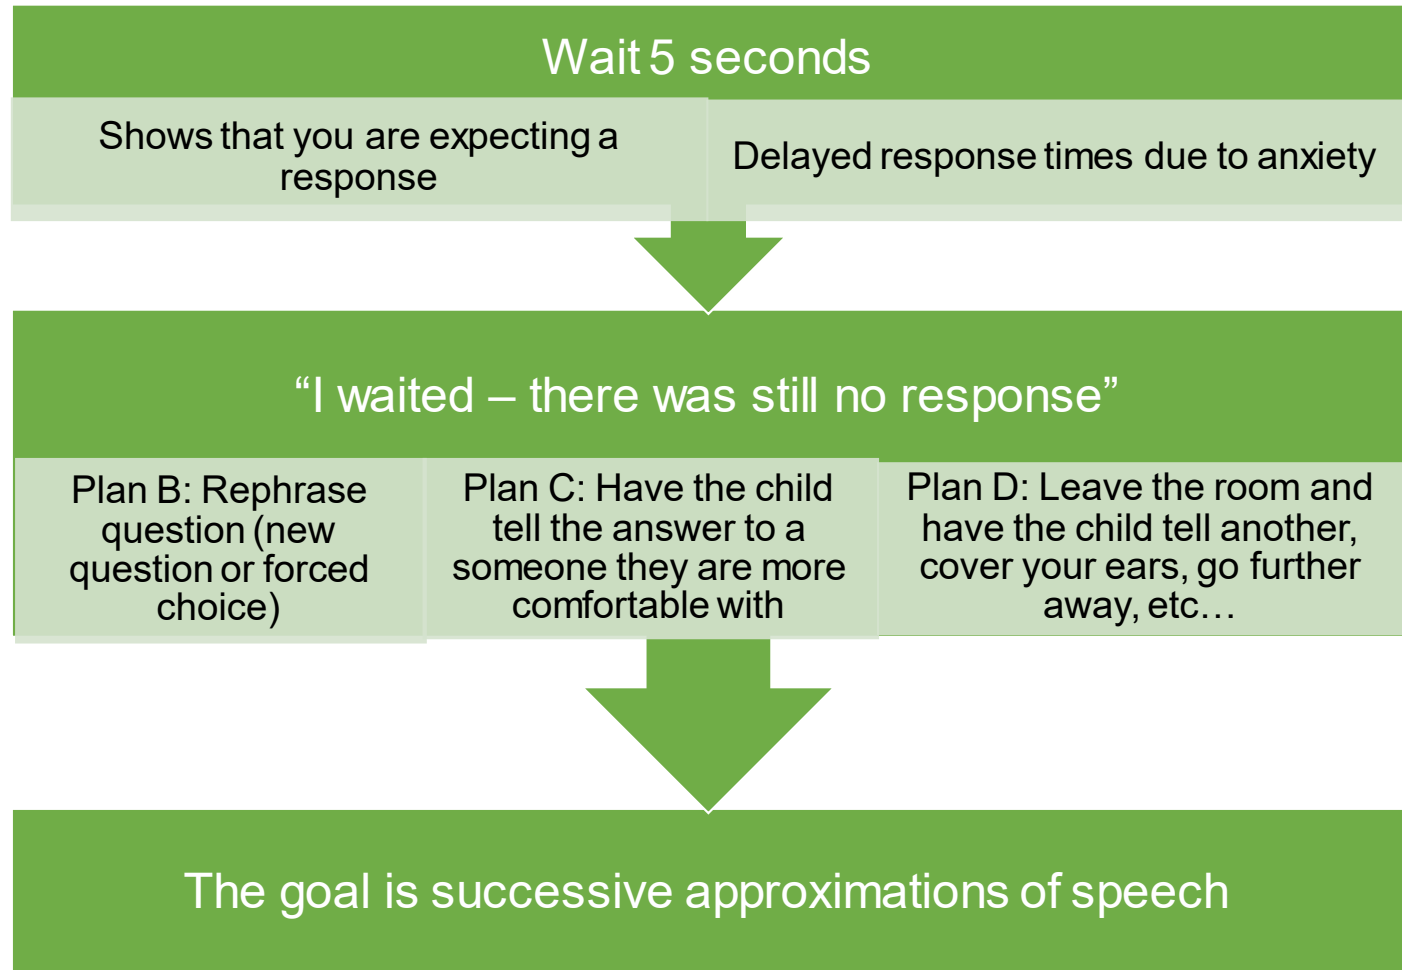 Wait 5 seconds
Shows that you are expecting a
response
Delayed response times due to anxiety
“I waited – there was still no response”
Plan B: Rephrase
question (new
question or forced
choice)
Plan C: Have the child
tell the answer to a
someone they are more
comfortable with
Plan D: Leave the room and
have the child tell another,
cover your ears, go further
away, etc…
The goal is successive approximations of speech